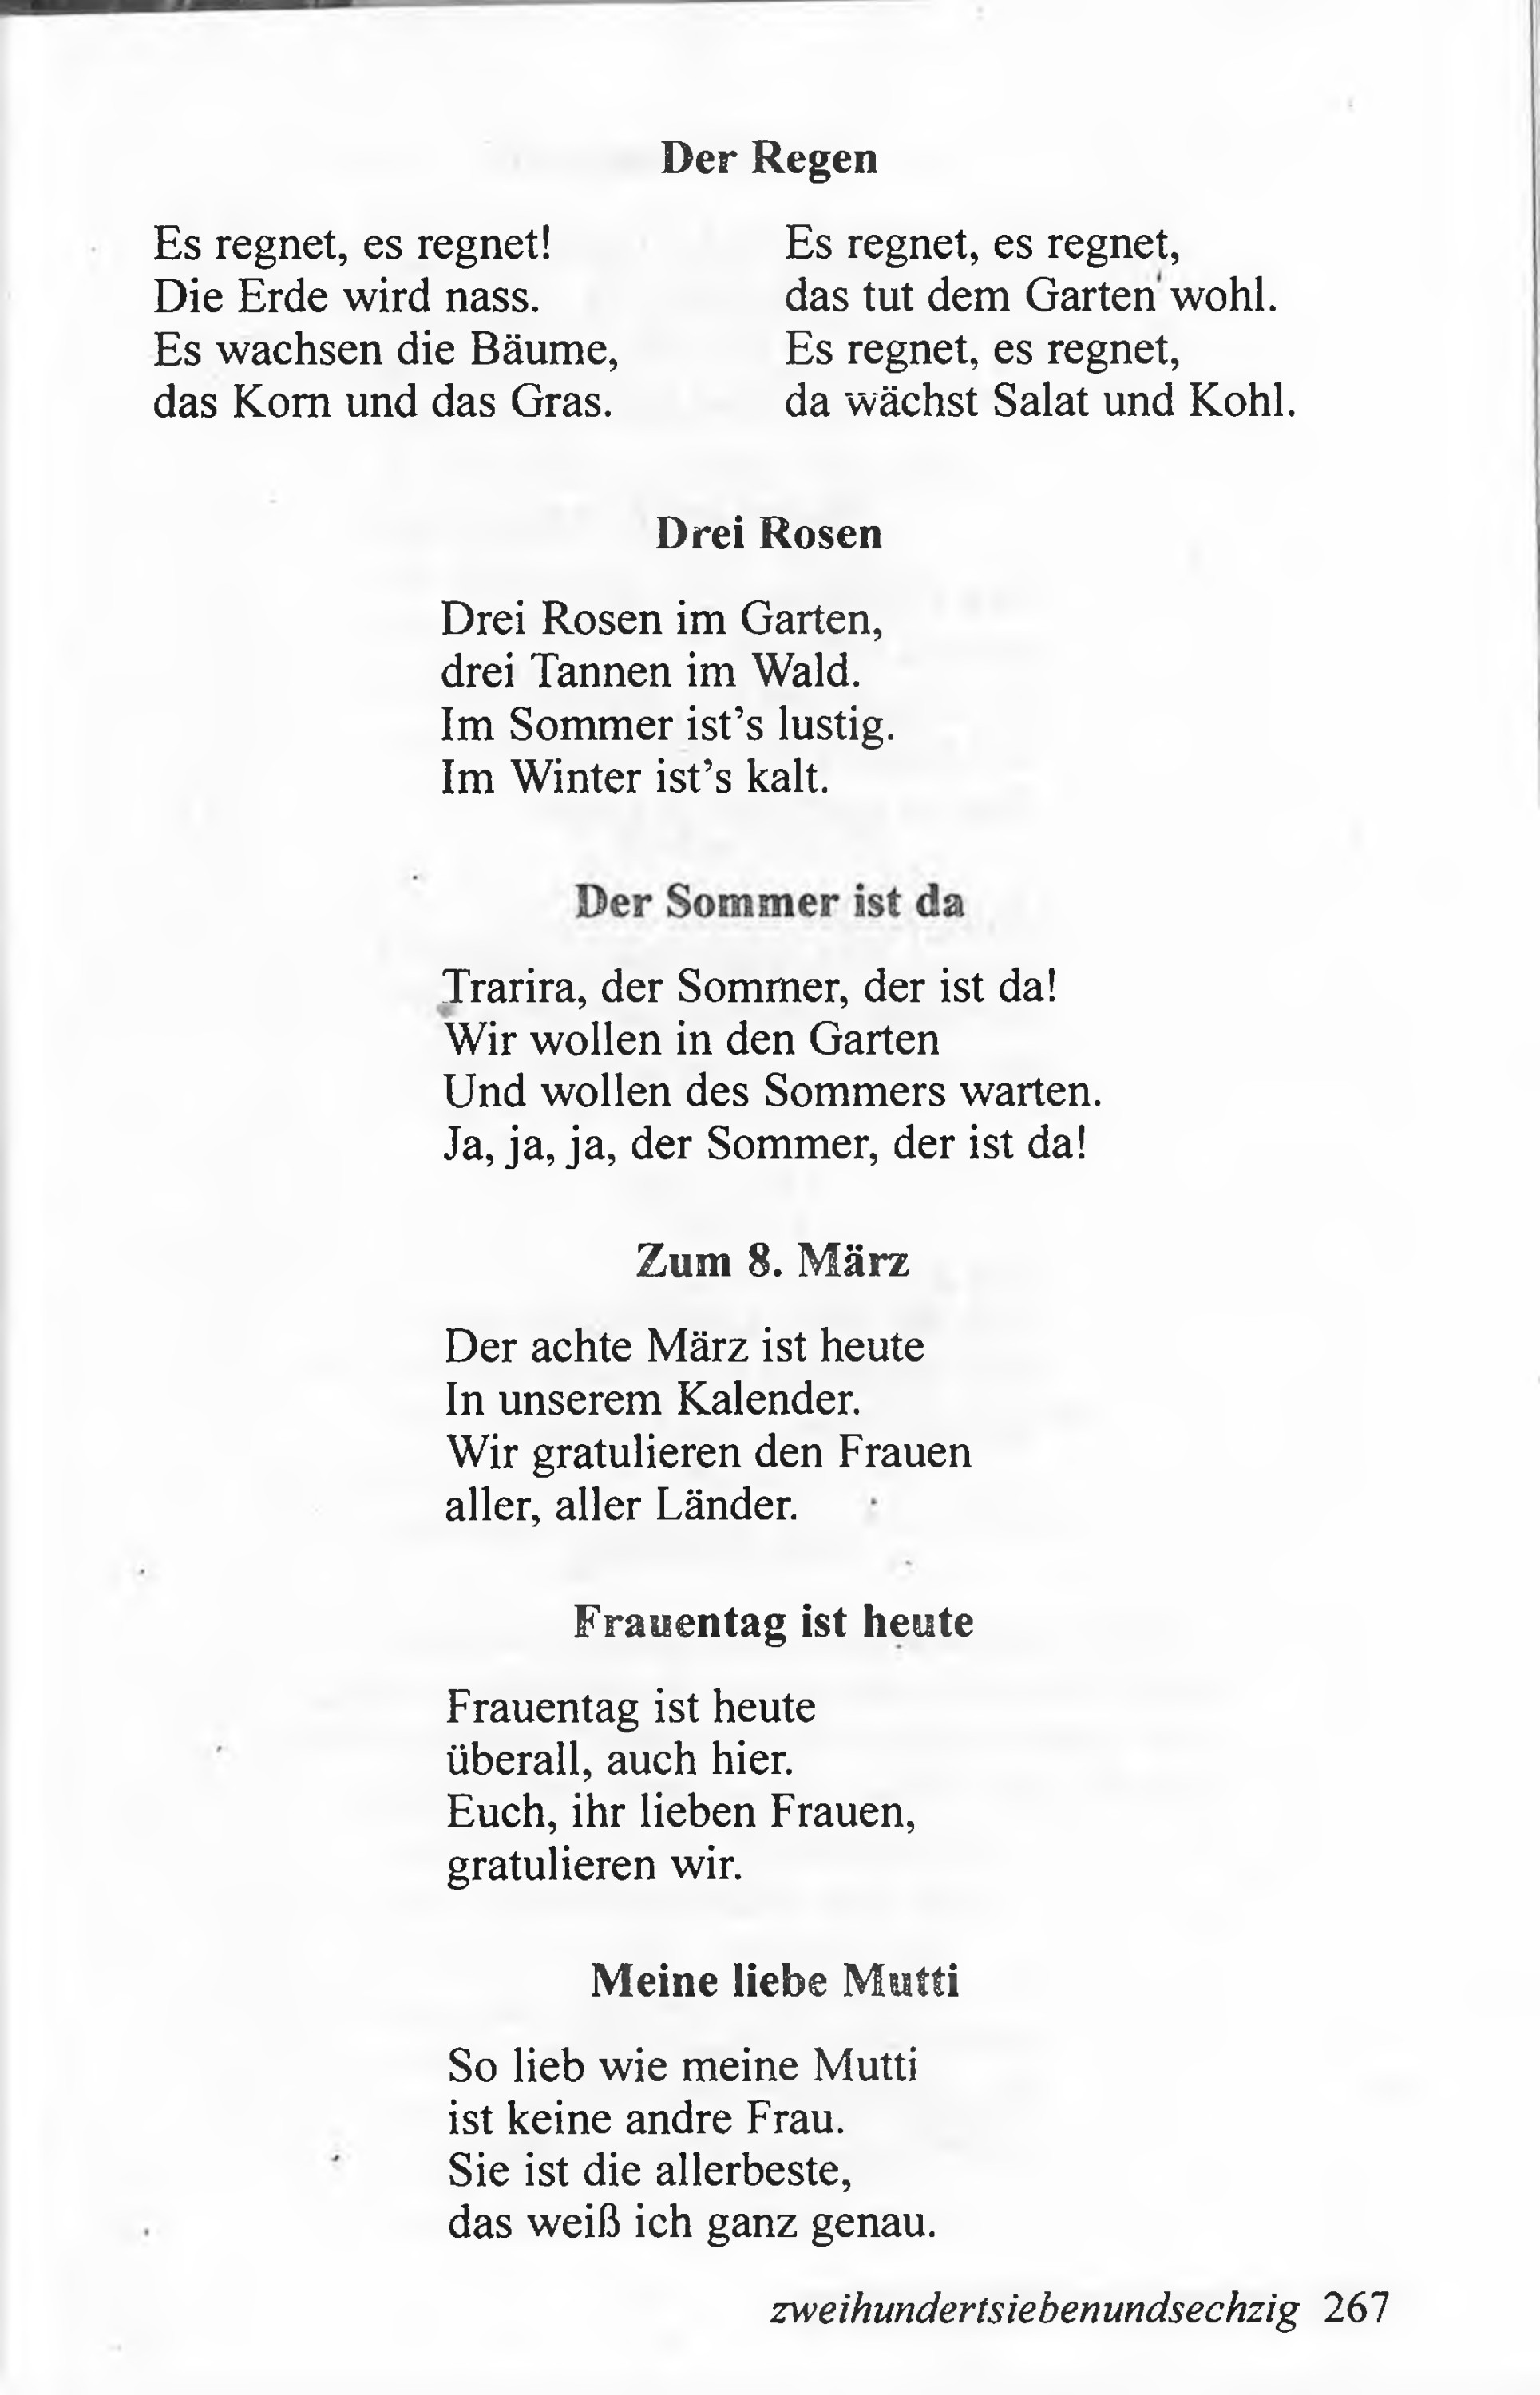 Der Regen
Es regnet, es regnet!
Die Erde wird nass.
Es wachsen die Bäume,
das Korn und das Gras.
Es regnet, es regnet,
das tut dem Garten wohl.
Es regnet, es regnet,
da wächst Salat und Kohl.
Drei Rosen
Drei Rosen im Garten,
drei Tannen im Wald.
Im Sommer ist’s lustig.
Im Winter ist’s kalt.
Der Sommer ist da
Trarira, der Sommer, der ist da!
Wir wollen in den Garten
Und wollen des Sommers warten.
Ja, ja, ja, der Sommer, der ist da!
Zum 8. März
Der achte März ist heute
In unserem Kalender.
Wir gratulieren den Frauen
aller, aller Länder.
Frauentag ist heute
Frauentag ist heute
überall, auch hier.
Euch, ihr lieben Frauen,
gratulieren wir.
Meine liebe Mutti
So lieb wie meine Mutti
ist keine andre Frau.
Sie ist die allerbeste,
das weiß ich ganz genau.
zweihundertsiebenundsechzig 267